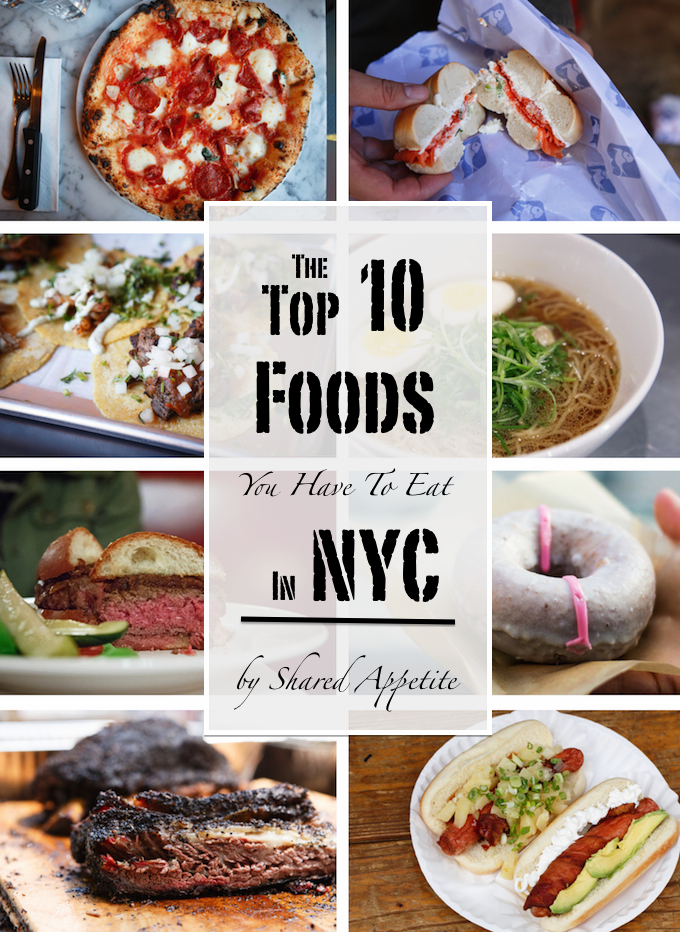 The
Top 10
Foods
You Have To Eat
In NYC
by Shared Appetite